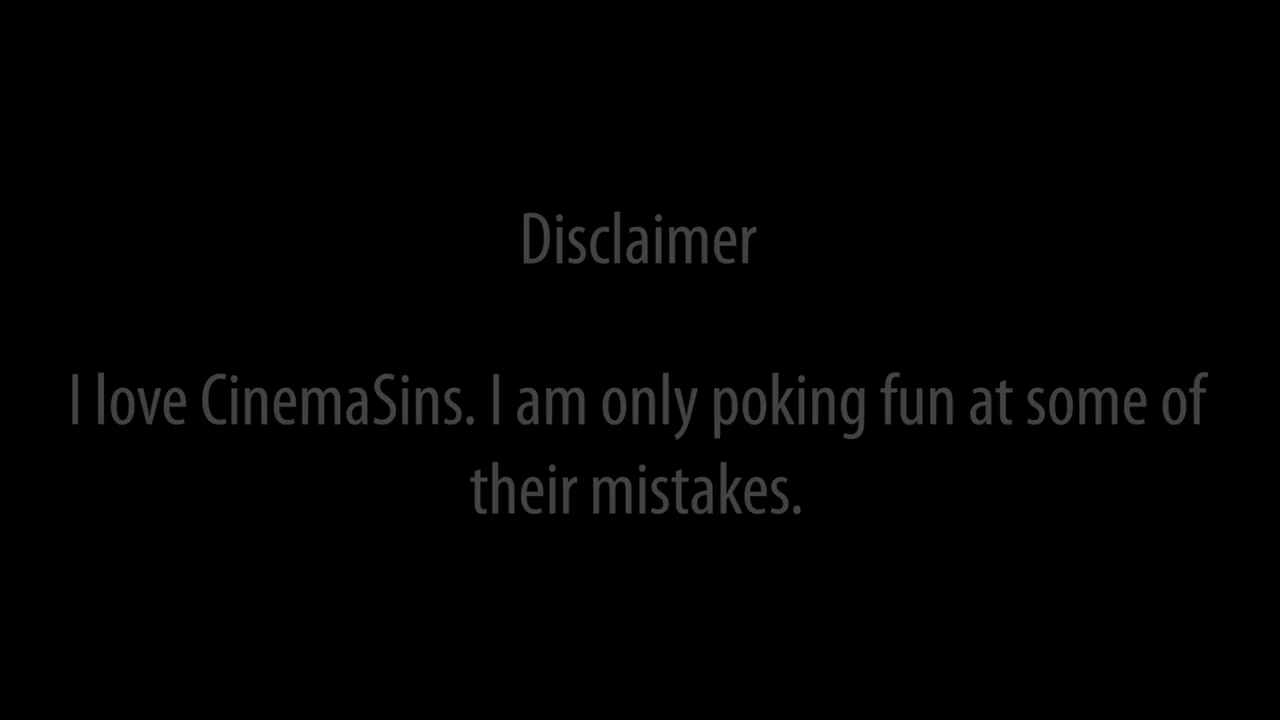 Disclaimer
I love CinemaSins. I am only poking fun at some of
their mistakes.